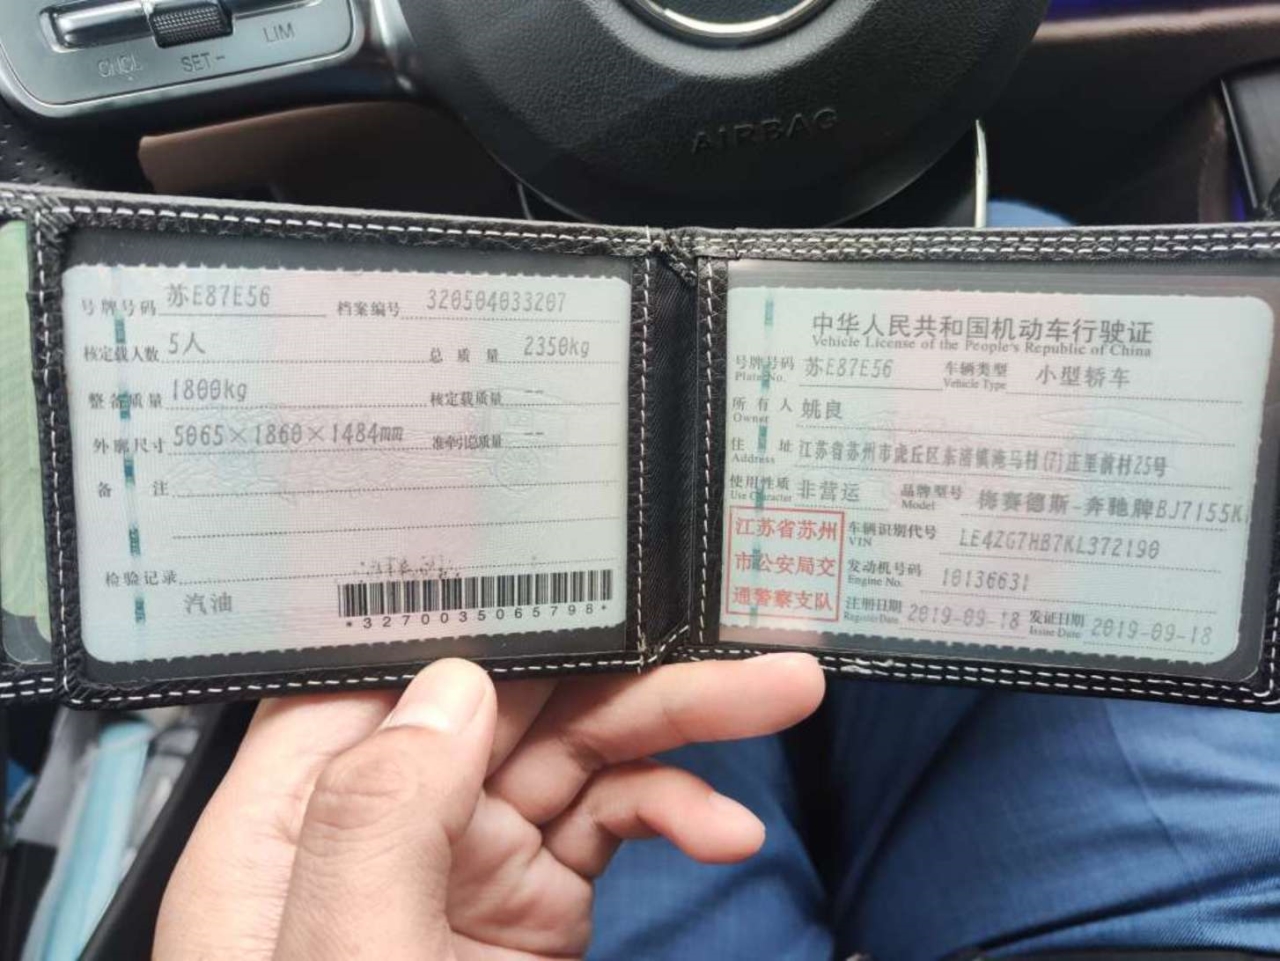 CNCL
SET -
LIM
AIRBAG
号牌号码 苏E87E56 档案编号 320504033207
核定载人数 5人 总质量 2350kg
整备质量 1800kg 核定载质量 --
外廓尺寸 5065×1860×1484mm 准牵引总质量 --
备 注
检验记录
汽油
*3270035065798*
中华人民共和国机动车行驶证
Vehicle License of the People's Republic of China
号牌号码 苏E87E56 车辆类型 小型轿车
Plate No. Vehicle Type
所有人 姚良
Owner
住 址 江苏省苏州市虎丘区东渚镇淹马村(7)庄里前村25号
Address
使用性质 非营运 品牌型号 梅赛德斯-奔驰牌BJ7155K
Use Character Model
江苏省苏州
市公安局交
通警察支队
车辆识别代号 LE4ZG7HB7KL372190
VIN
发动机号码 10136631
Engine No.
注册日期 2019-09-18 发证日期 2019-09-18
Register Date Issue Date